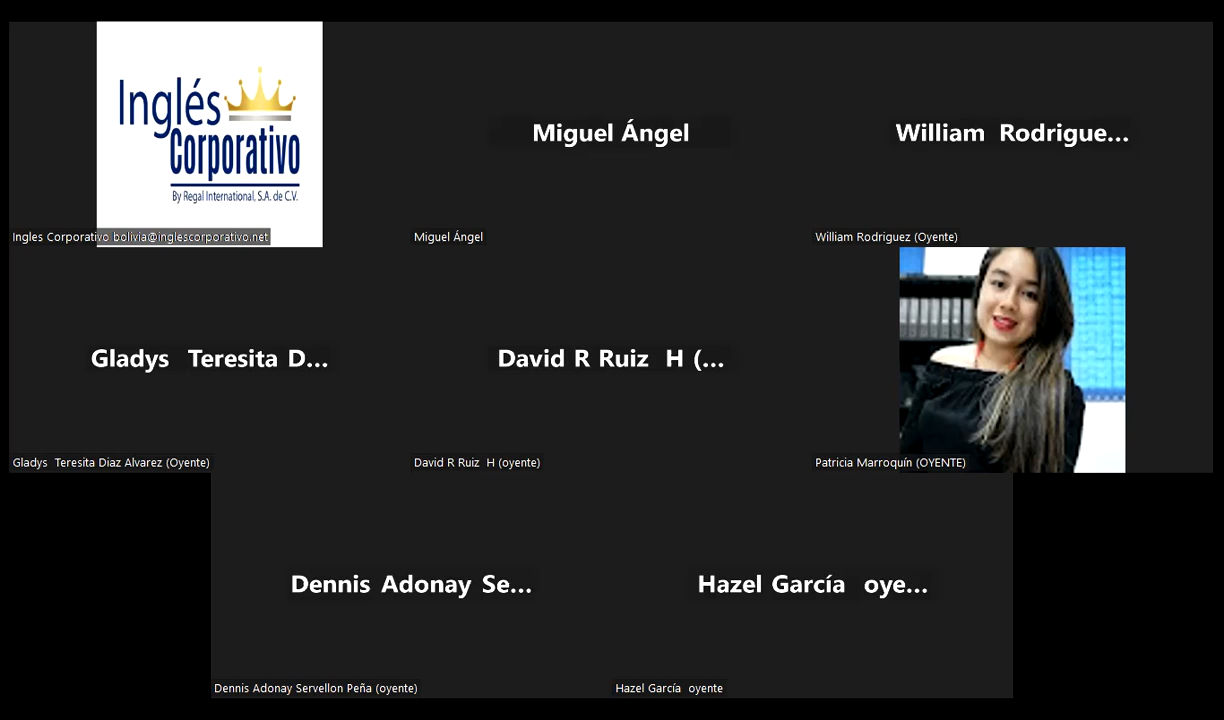 Inglés
Corporativo
By Regal International, S.A. de C.V.
Ingles Corporativo bolivia@inglescorporativo.net
Miguel Ángel
Miguel Ángel
William Rodrigue...
William Rodriguez (Oyente)
Gladys Teresita D...
Gladys Teresita Diaz Alvarez (Oyente)
David R Ruiz H (...
David R Ruiz H (oyente)
Patricia Marroquín (OYENTE)
Dennis Adonay Se...
Dennis Adonay Servellon Peña (oyente)
Hazel García oye...
Hazel García oyente